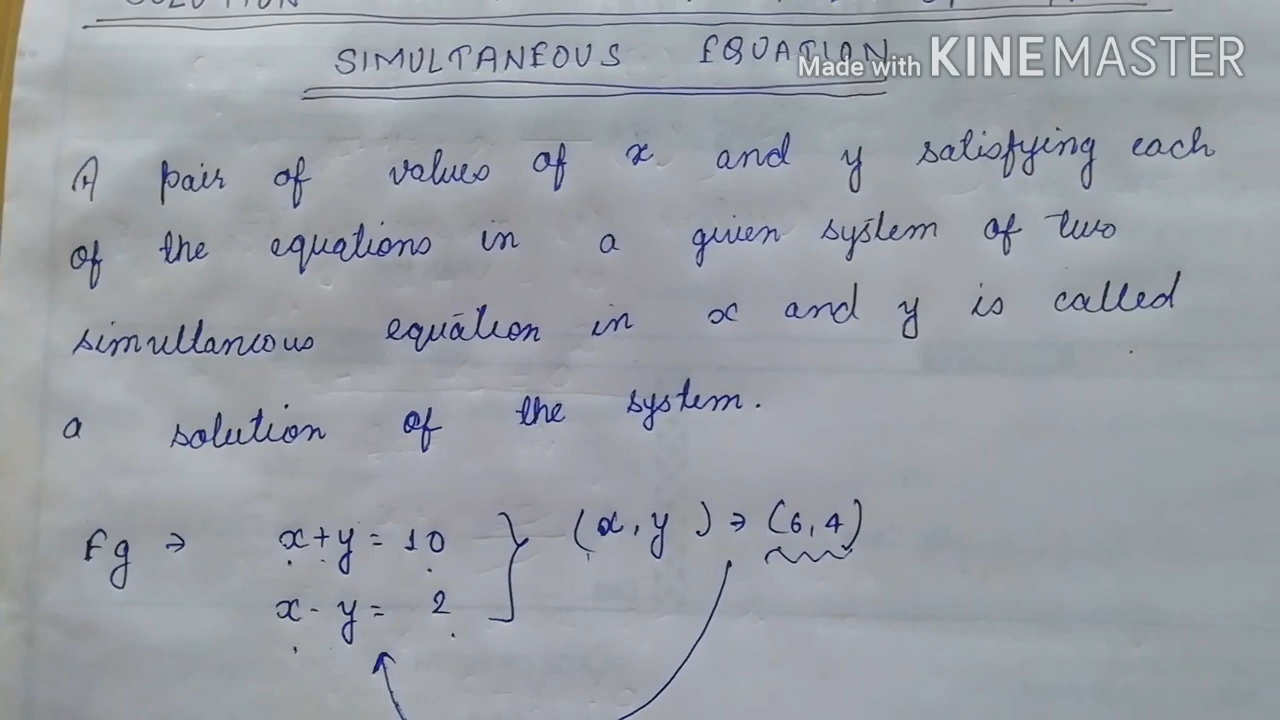 SOLUTION
SIMULTANEOUS EQUATION
Made with KINEMASTER
A pair of values of x and y satisfying each
of the equations in a given system of two
simultaneous equation in x and y is called
a solution of the system.
Eg ⇒ x+y = 10 } (x, y) ⇒ (6, 4)
x - y = 2